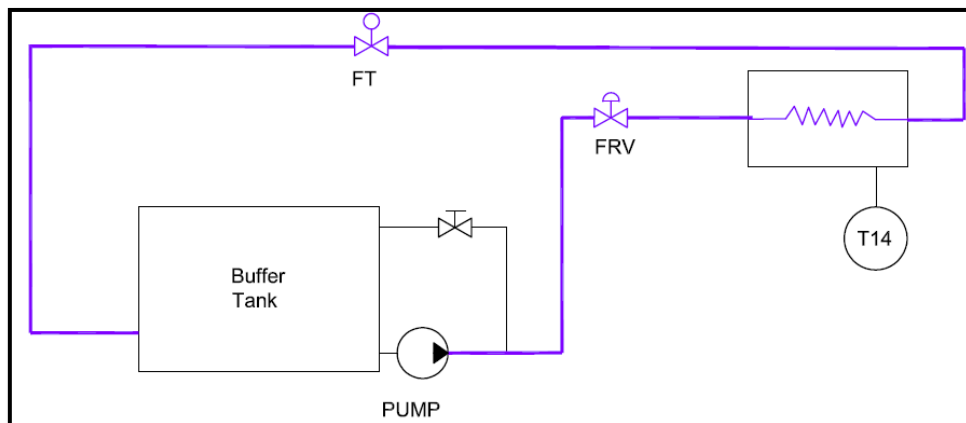 FT
FRV
T14
Buffer
Tank
PUMP